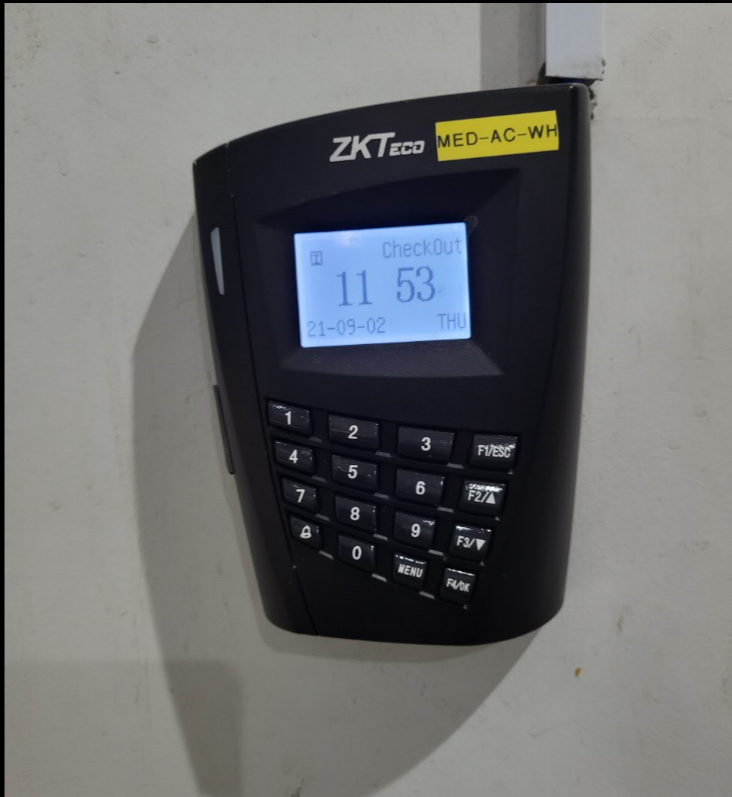 ZKTECO MED-AC-WH
CheckOut
11 53
21-09-02 THU
1 2 3 F1/ESC
4 5 6 F2/▲
7 8 9 F3/▼
0 MENU F4/OK